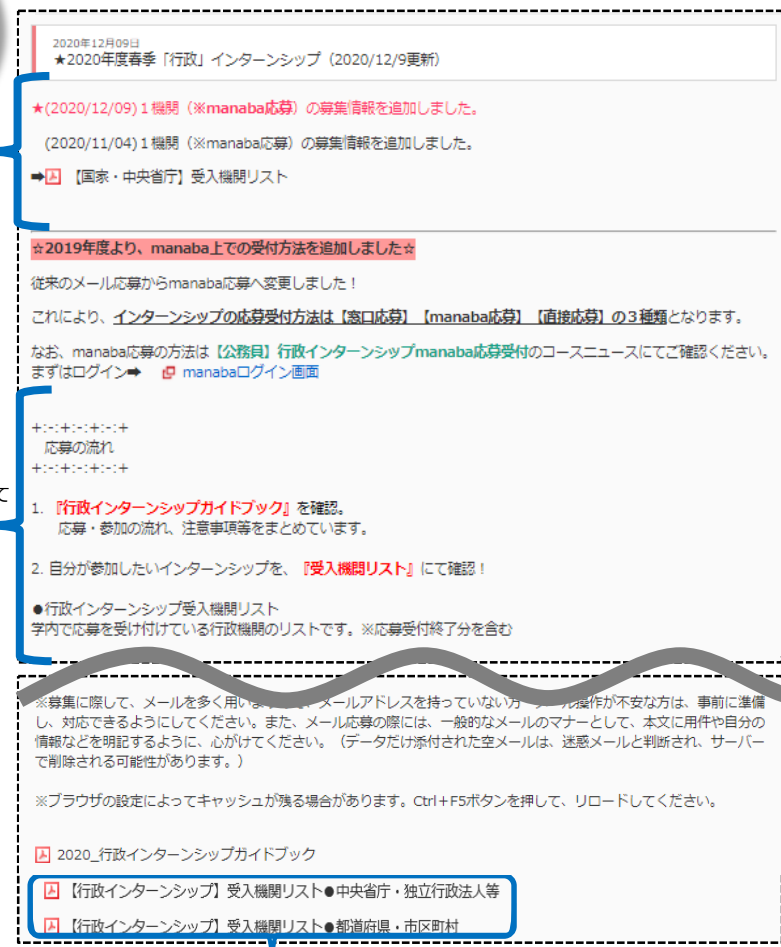 2020年12月09日
★2020年度春季「行政」インターンシップ（2020/12/9更新）
★(2020/12/09)１機関（※manaba応募）の募集情報を追加しました。
(2020/11/04)１機関（※manaba応募）の募集情報を追加しました。
➡ 【国家・中央省庁】受入機関リスト
☆2019年度より、manaba上での受付方法を追加しました☆
従来のメール応募からmanaba応募へ変更しました！
これにより、インターンシップの応募受付方法は【窓口応募】【manaba応募】【直接応募】の３種類となります。
なお、manaba応募の方法は【公務員】行政インターンシップmanaba応募受付のコースニュースにてご確認ください。
まずはログイン➡ manabaログイン画面
+:-:+:-:+:-:+
応募の流れ
+:-:+:-:+:-:+
て
1. 『行政インターンシップガイドブック』を確認。
応募・参加の流れ、注意事項等をまとめています。
2. 自分が参加したいインターンシップを、『受入機関リスト』にて確認！
●行政インターンシップ受入機関リスト
学内で応募を受け付けている行政機関のリストです。※応募受付終了分を含む
※募集に際して、メールを多く用いま メールアドレスを持っていない方 操作が不安な方は、事前に準備
し、対応できるようにしてください。また、メール応募の際には、一般的なメールのマナーとして、本文に用件や自分の
情報などを明記するように、心がけてください。（データだけ添付された空メールは、迷惑メールと判断され、サーバー
で削除される可能性があります。）
※ブラウザの設定によってキャッシュが残る場合があります。Ctrl+F5ボタンを押して、リロードしてください。
2020_行政インターンシップガイドブック
【行政インターンシップ】受入機関リスト●中央省庁・独立行政法人等
【行政インターンシップ】受入機関リスト●都道府県・市区町村